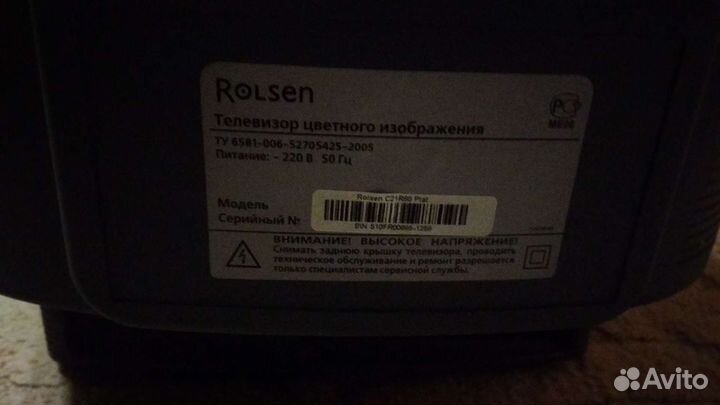 Rolsen
Телевизор цветного изображения
ТУ 6581-006-52705425-2005
Питание: ~ 220 В 50 Гц
РС
Модель
Rolsen C21R80 Plat
Серийный №
ВНИМАНИЕ! ВЫСОКОЕ НАПРЯЖЕНИЕ!
Снимать заднюю крышку телевизора, проводить
техническое обслуживание и ремонт разрешается
только специалистам сервисной службы.
Avito